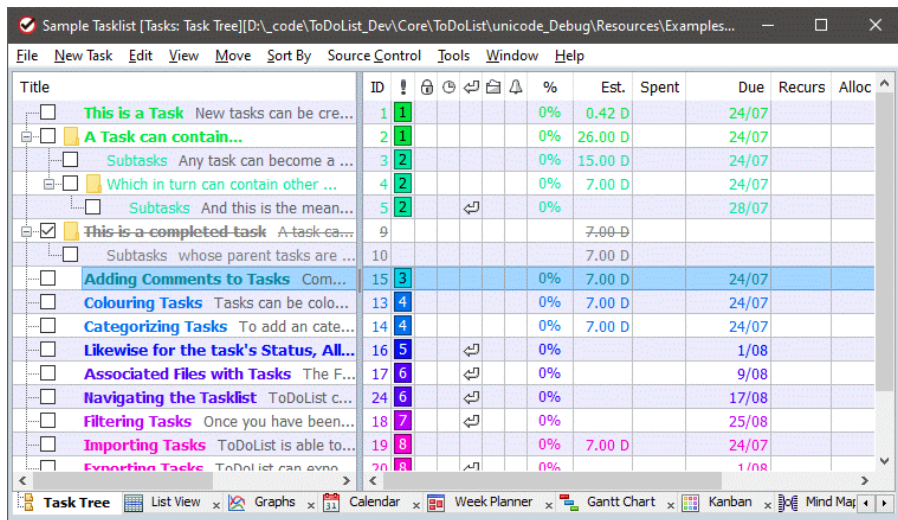 Sample Tasklist [Tasks: Task Tree][D:\_code\ToDoList_Dev\Core\ToDoList\unicode_Debug\Resources\Examples...
File New Task Edit View Move Sort By Source Control Tools Window Help
Title ID ! % Est. Spent Due Recurs Alloc
This is a Task New tasks can be cre... 1 1 0% 0.42 D 24/07
A Task can contain... 2 1 0% 26.00 D 24/07
Subtasks Any task can become a ... 3 2 0% 15.00 D 24/07
Which in turn can contain other ... 4 2 0% 7.00 D 24/07
Subtasks And this is the mean... 5 2 0% 28/07
This is a completed task A task ca... 9 7.00 D
Subtasks whose parent tasks are ... 10 7.00 D
Adding Comments to Tasks Com... 15 3 0% 7.00 D 24/07
Colouring Tasks Tasks can be colo... 13 4 0% 7.00 D 24/07
Categorizing Tasks To add an cate... 14 4 0% 7.00 D 24/07
Likewise for the task's Status, All... 16 5 0% 1/08
Associated Files with Tasks The F... 17 6 0% 9/08
Navigating the Tasklist ToDoList c... 24 6 0% 17/08
Filtering Tasks Once you have been... 18 7 0% 25/08
Importing Tasks ToDoList is able to... 19 8 0% 7.00 D 24/07
Exporting Tasks ToDoList can expo... 20 8 0% 1/08
Task Tree List View x Graphs x 31 Calendar x Week Planner x Gantt Chart x Kanban x Mind Map